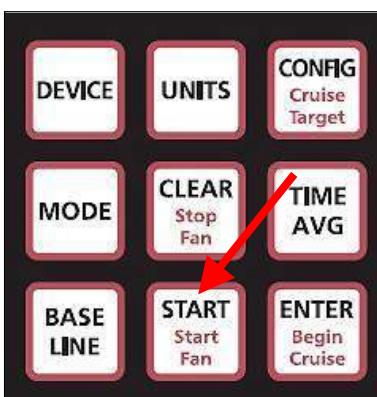 DEVICE
UNITS
CONFIG
Cruise
Target
MODE
CLEAR
Stop
Fan
TIME
AVG
BASE
LINE
START
Start
Fan
ENTER
Begin
Cruise